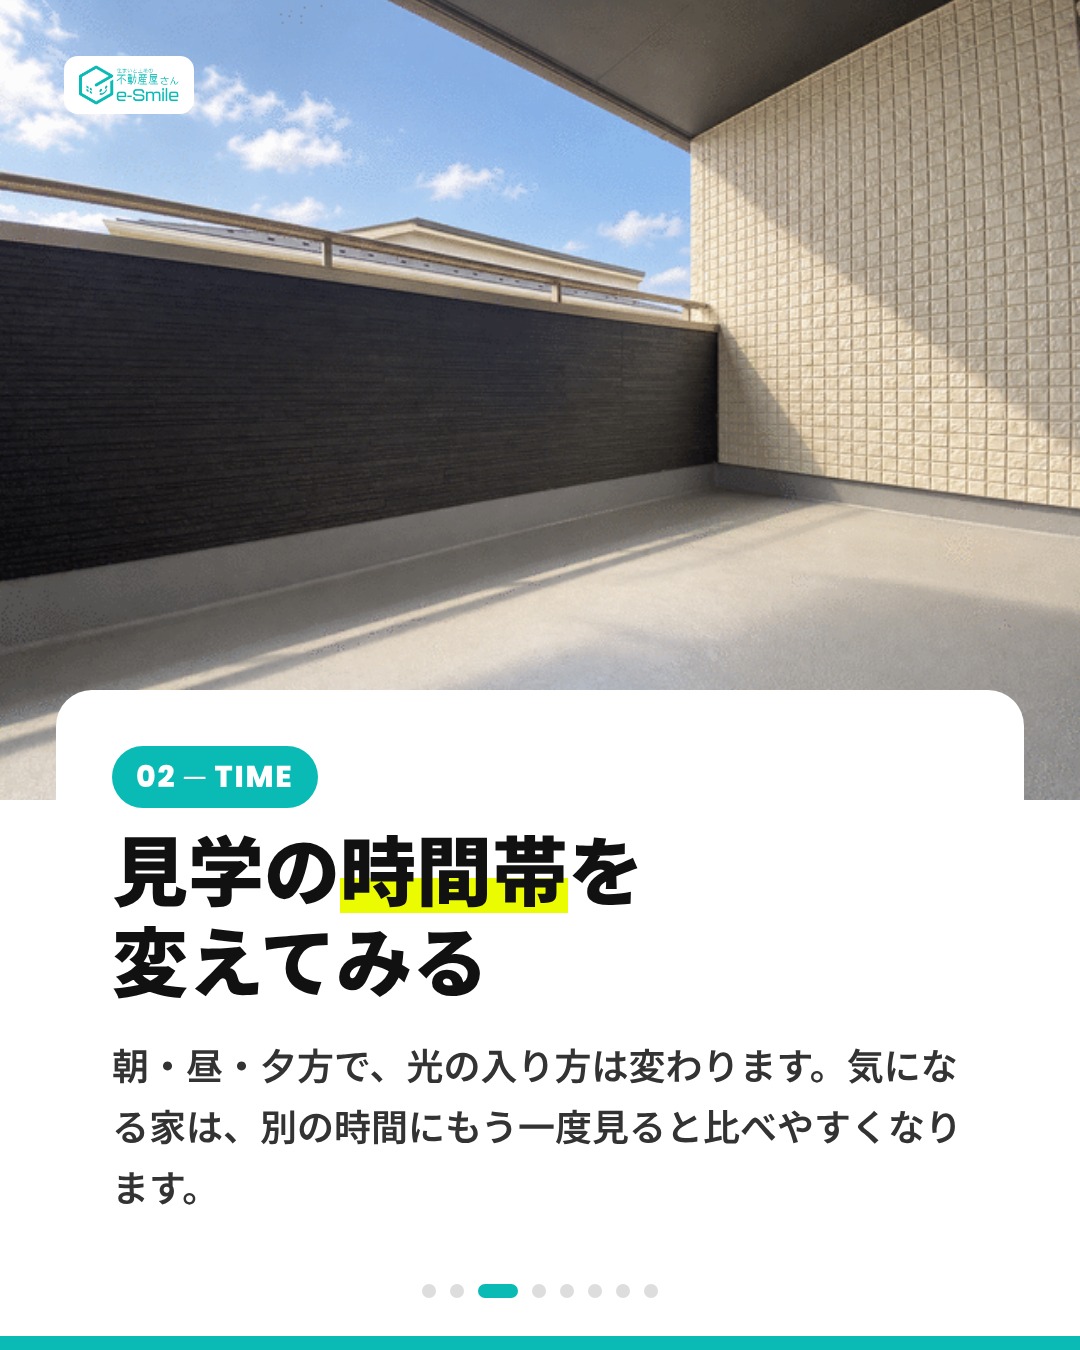 不動産屋さん
e-Smile
02 — TIME
見学の時間帯を
変えてみる
朝・昼・夕方で、光の入り方は変わります。気にな
る家は、別の時間にもう一度見ると比べやすくなり
ます。